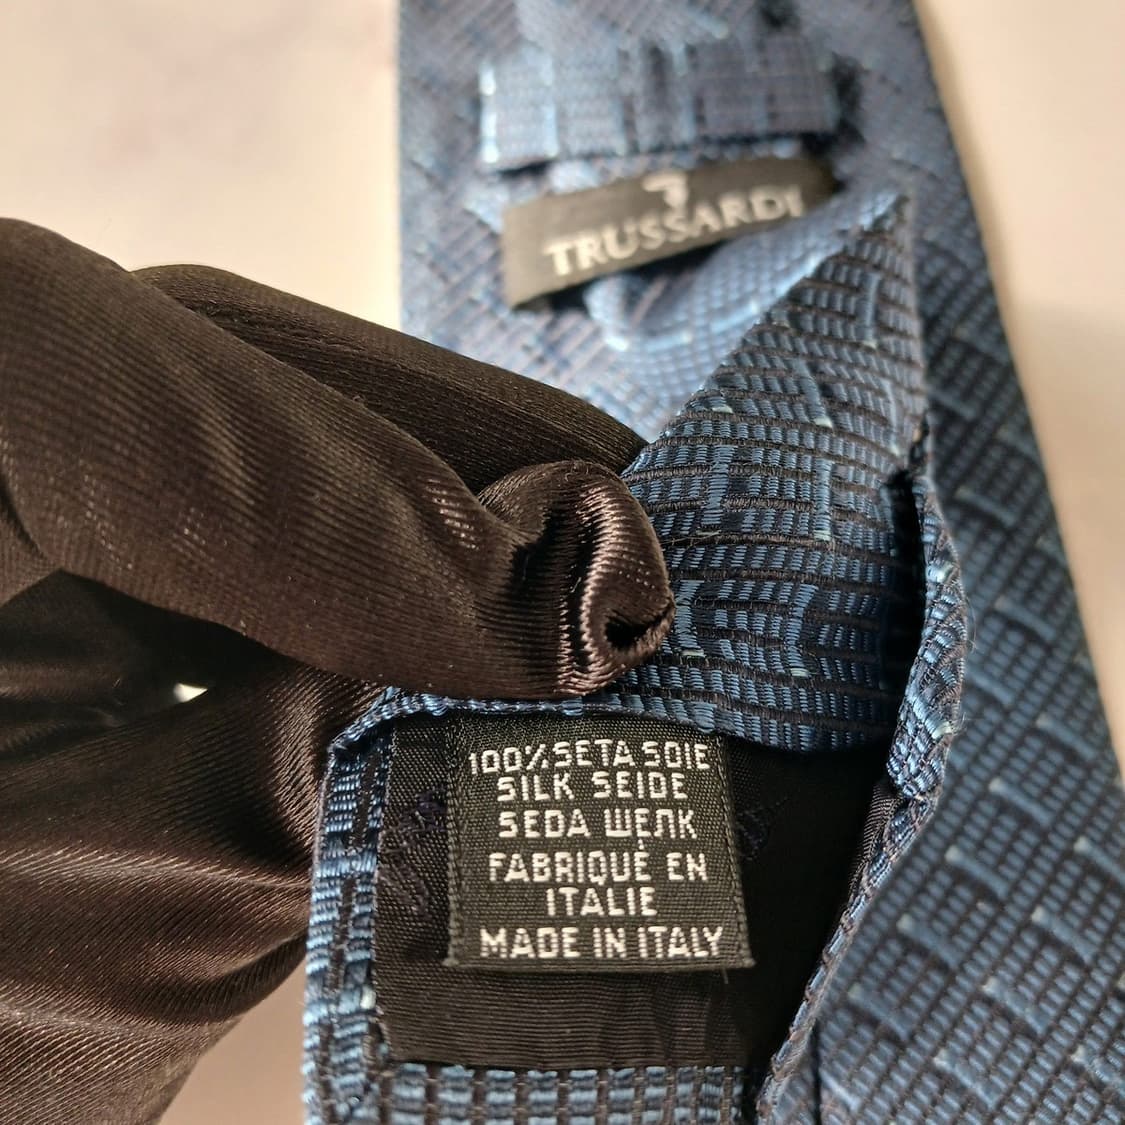 TRUSSARDI
100% SETA SOIE
SILK SEIDE
SEDA ШЕЛК
FABRIQUÉ EN
ITALIE
MADE IN ITALY